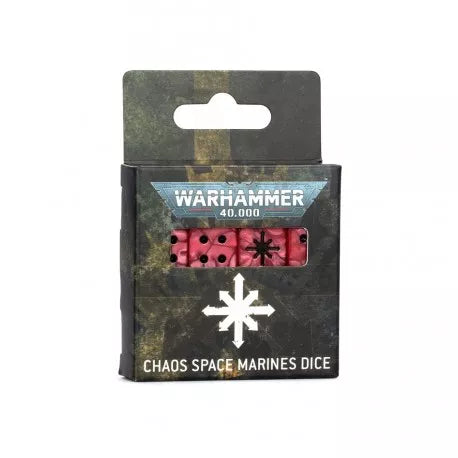 WARHAMMER
40,000
CHAOS SPACE MARINES DICE